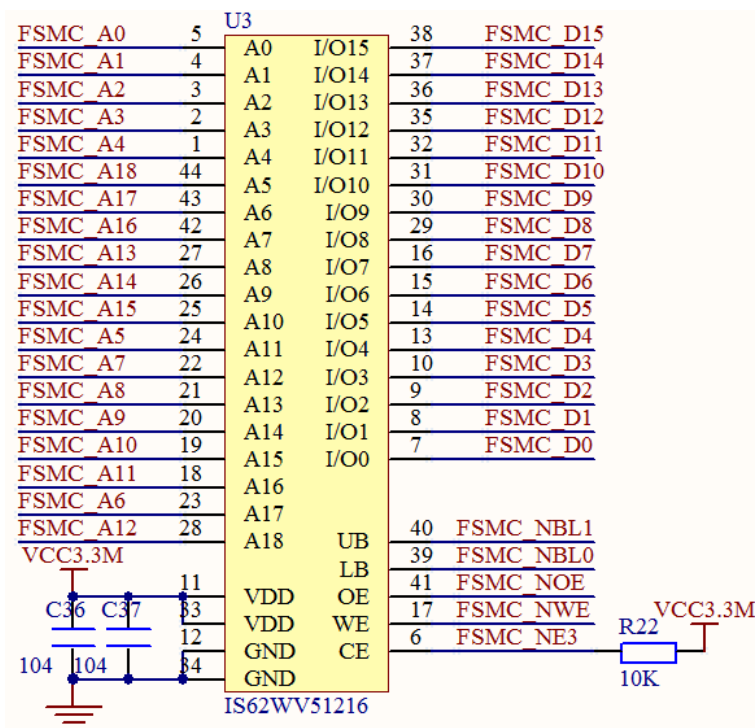 U3
FSMC_A0 5 A0 I/O15 38 FSMC_D15
FSMC_A1 4 A1 I/O14 37 FSMC_D14
FSMC_A2 3 A2 I/O13 36 FSMC_D13
FSMC_A3 2 A3 I/O12 35 FSMC_D12
FSMC_A4 1 A4 I/O11 32 FSMC_D11
FSMC_A18 44 A5 I/O10 31 FSMC_D10
FSMC_A17 43 A6 I/O9 30 FSMC_D9
FSMC_A16 42 A7 I/O8 29 FSMC_D8
FSMC_A13 27 A8 I/O7 16 FSMC_D7
FSMC_A14 26 A9 I/O6 15 FSMC_D6
FSMC_A15 25 A10 I/O5 14 FSMC_D5
FSMC_A5 24 A11 I/O4 13 FSMC_D4
FSMC_A7 22 A12 I/O3 10 FSMC_D3
FSMC_A8 21 A13 I/O2 9 FSMC_D2
FSMC_A9 20 A14 I/O1 8 FSMC_D1
FSMC_A10 19 A15 I/O0 7 FSMC_D0
FSMC_A11 18 A16
FSMC_A6 23 A17
FSMC_A12 28 A18 UB 40 FSMC_NBL1
VCC3.3M LB 39 FSMC_NBL0
11 VDD OE 41 FSMC_NOE
C36 C37 33 VDD WE 17 FSMC_NWE VCC3.3M
12 GND CE 6 FSMC_NE3 R22
104 104 34 GND 10K
IS62WV51216